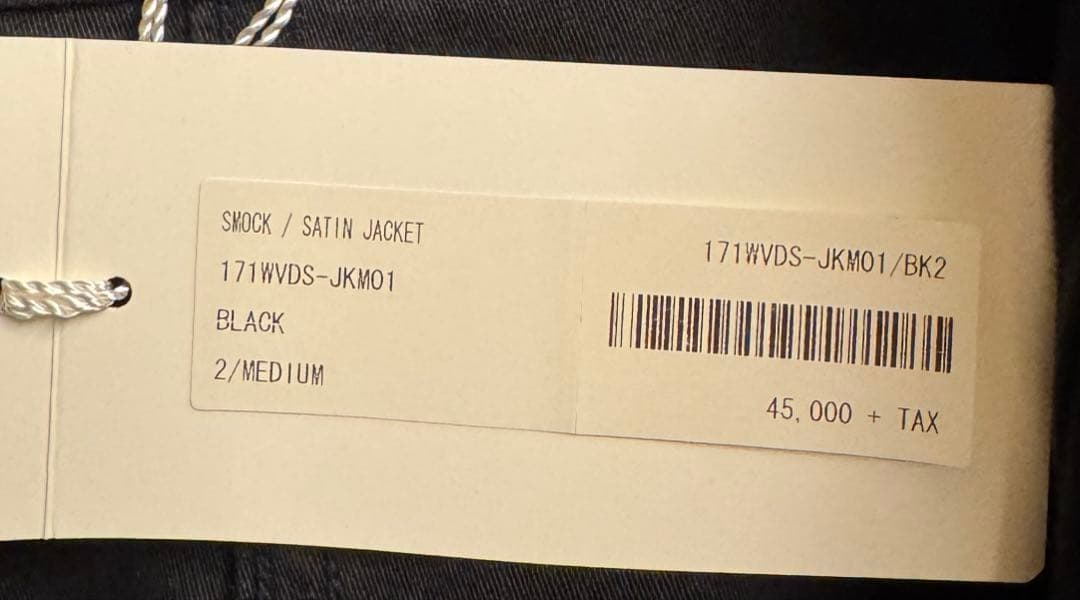 SMOCK / SATIN JACKET
171WVDS-JKM01
BLACK
2/MEDIUM
171WVDS-JKM01/BK2
45,000 + TAX